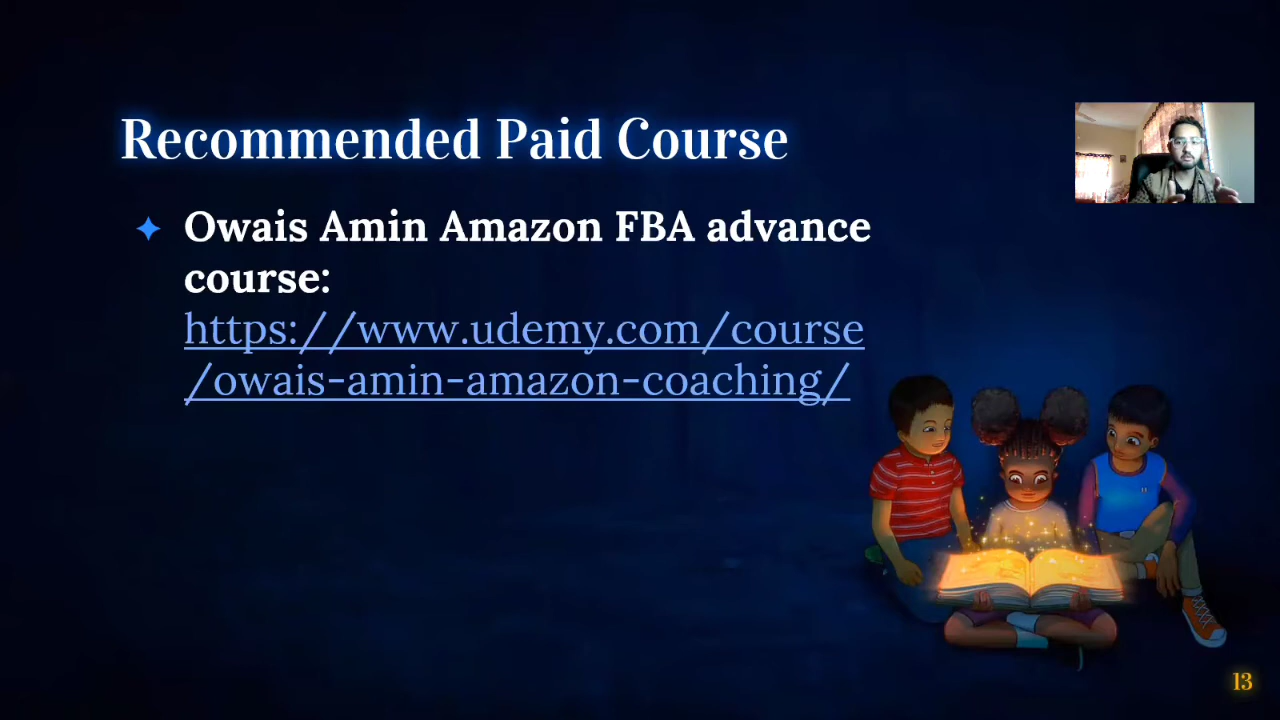 Recommended Paid Course
Owais Amin Amazon FBA advance
course:
https://www.udemy.com/course
/owais-amin-amazon-coaching/
13